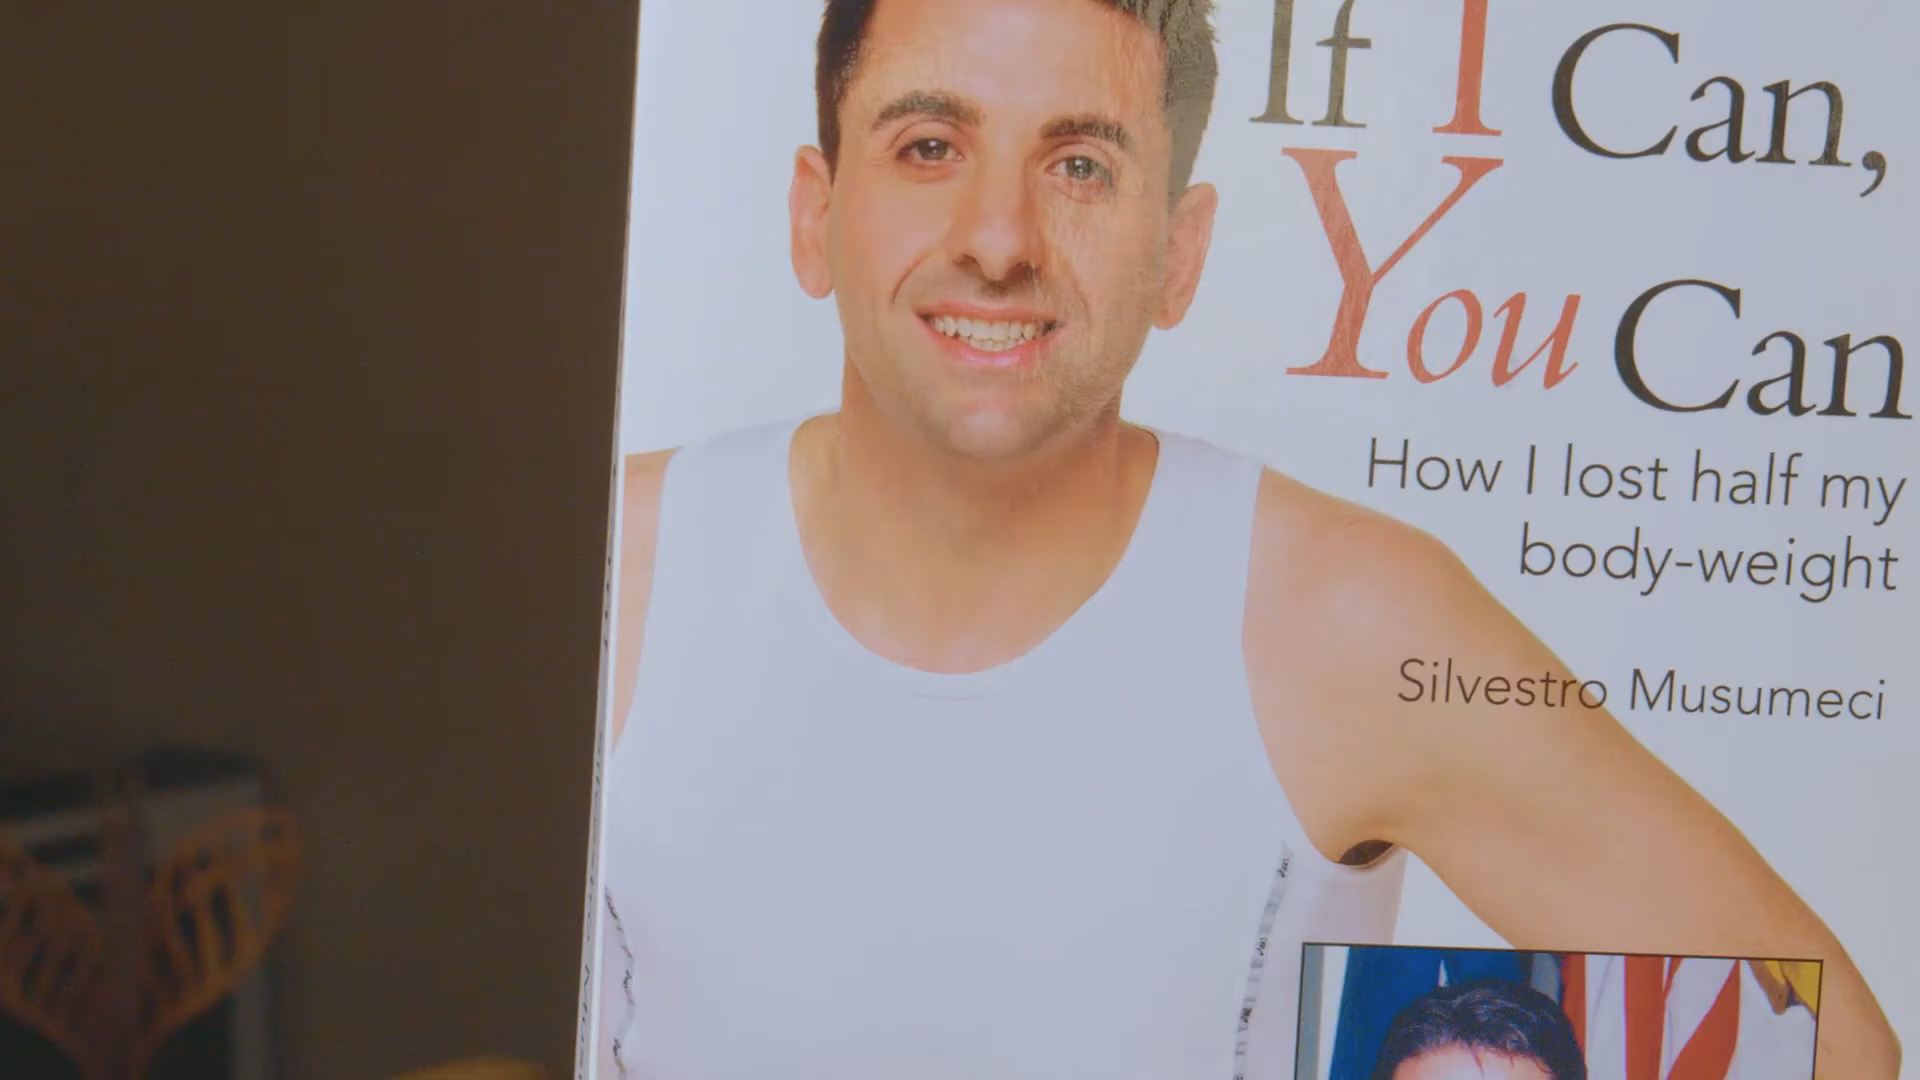 If I Can,
You Can
How I lost half my
body-weight
Silvestro Musumeci